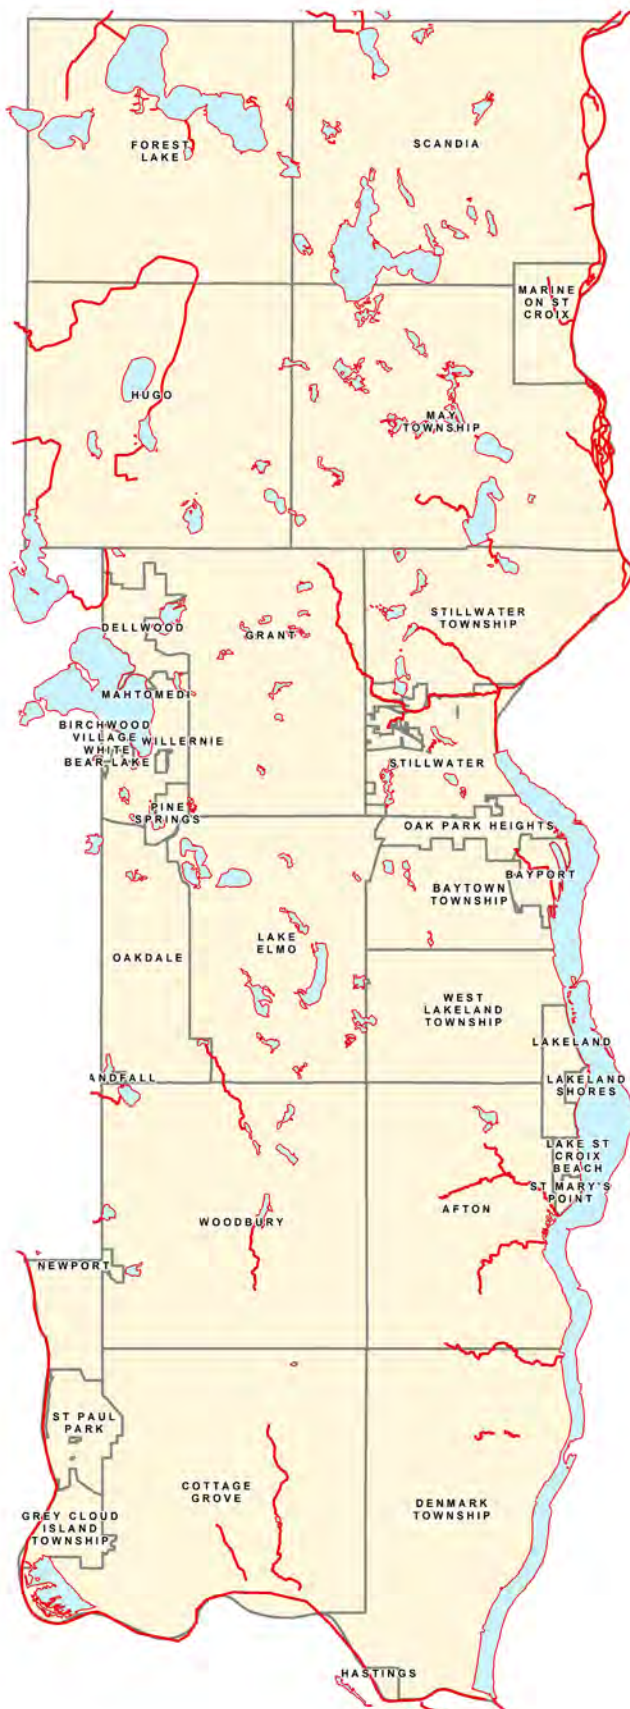 FOREST
LAKE
SCANDIA
MARINE
ON ST
CROIX
HUGO
MAY
TOWNSHIP
DELLWOOD
GRANT
STILLWATER
TOWNSHIP
MAHTOMEDI
BIRCHWOOD
VILLAGE
WILLERNIE
WHITE
BEAR LAKE
STILLWATER
PINE
SPRINGS
OAK PARK HEIGHTS
BAYPORT
BAYTOWN
TOWNSHIP
OAKDALE
LAKE
ELMO
WEST
LAKELAND
TOWNSHIP
LAKELAND
ANDFALL
LAKELAND
SHORES
LAKE ST
CROIX
BEACH
ST MARY'S
POINT
WOODBURY
AFTON
NEWPORT
ST PAUL
PARK
COTTAGE
GROVE
DENMARK
TOWNSHIP
GREY CLOUD
ISLAND
TOWNSHIP
HASTINGS